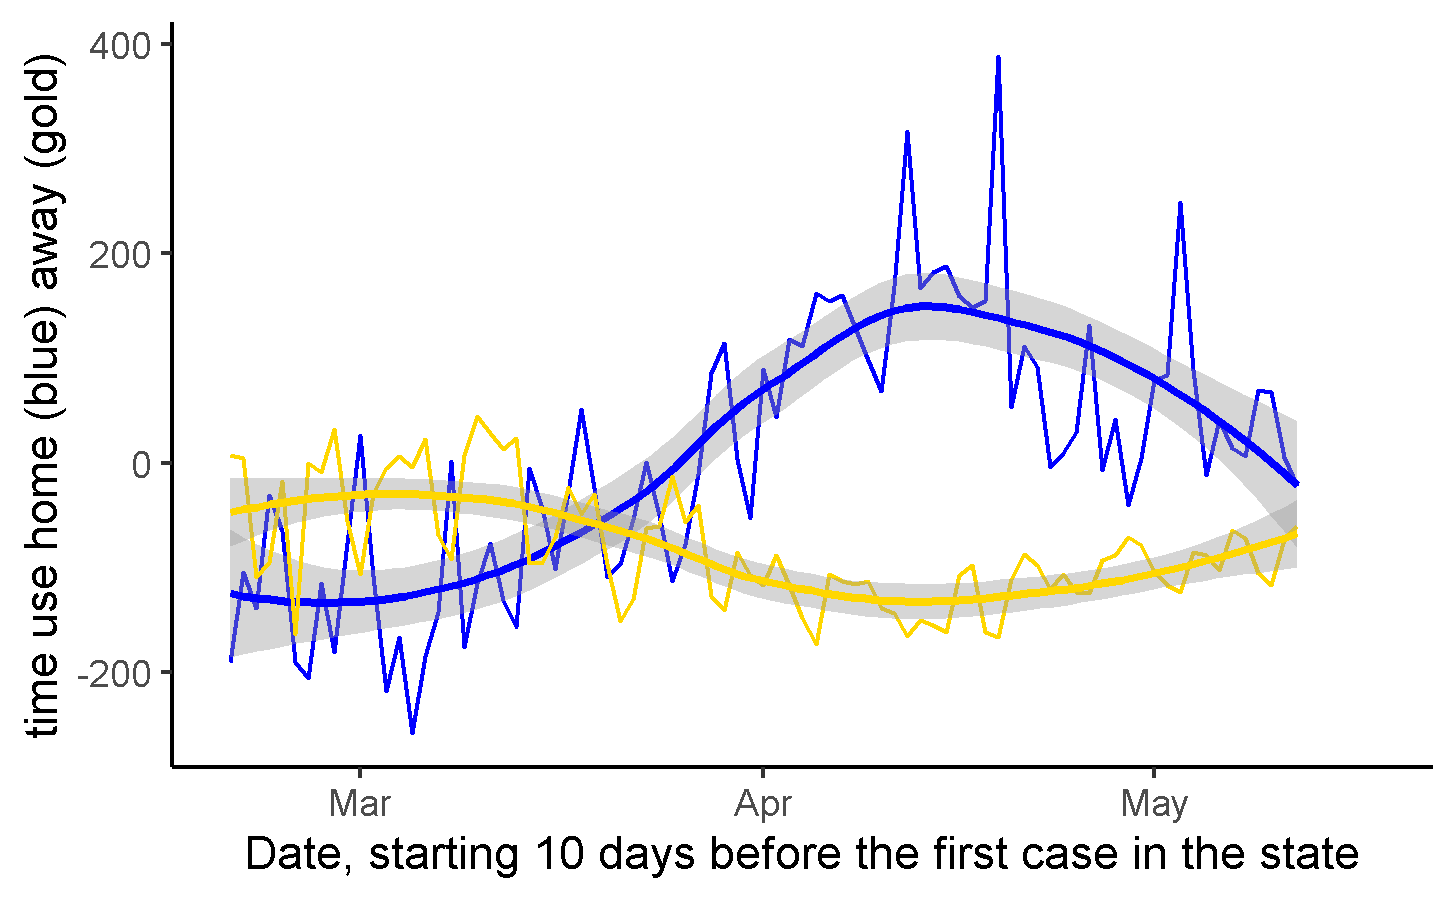 time use home (blue) away (gold)
400
200
0
-200
Mar
Apr
May
Date, starting 10 days before the first case in the state